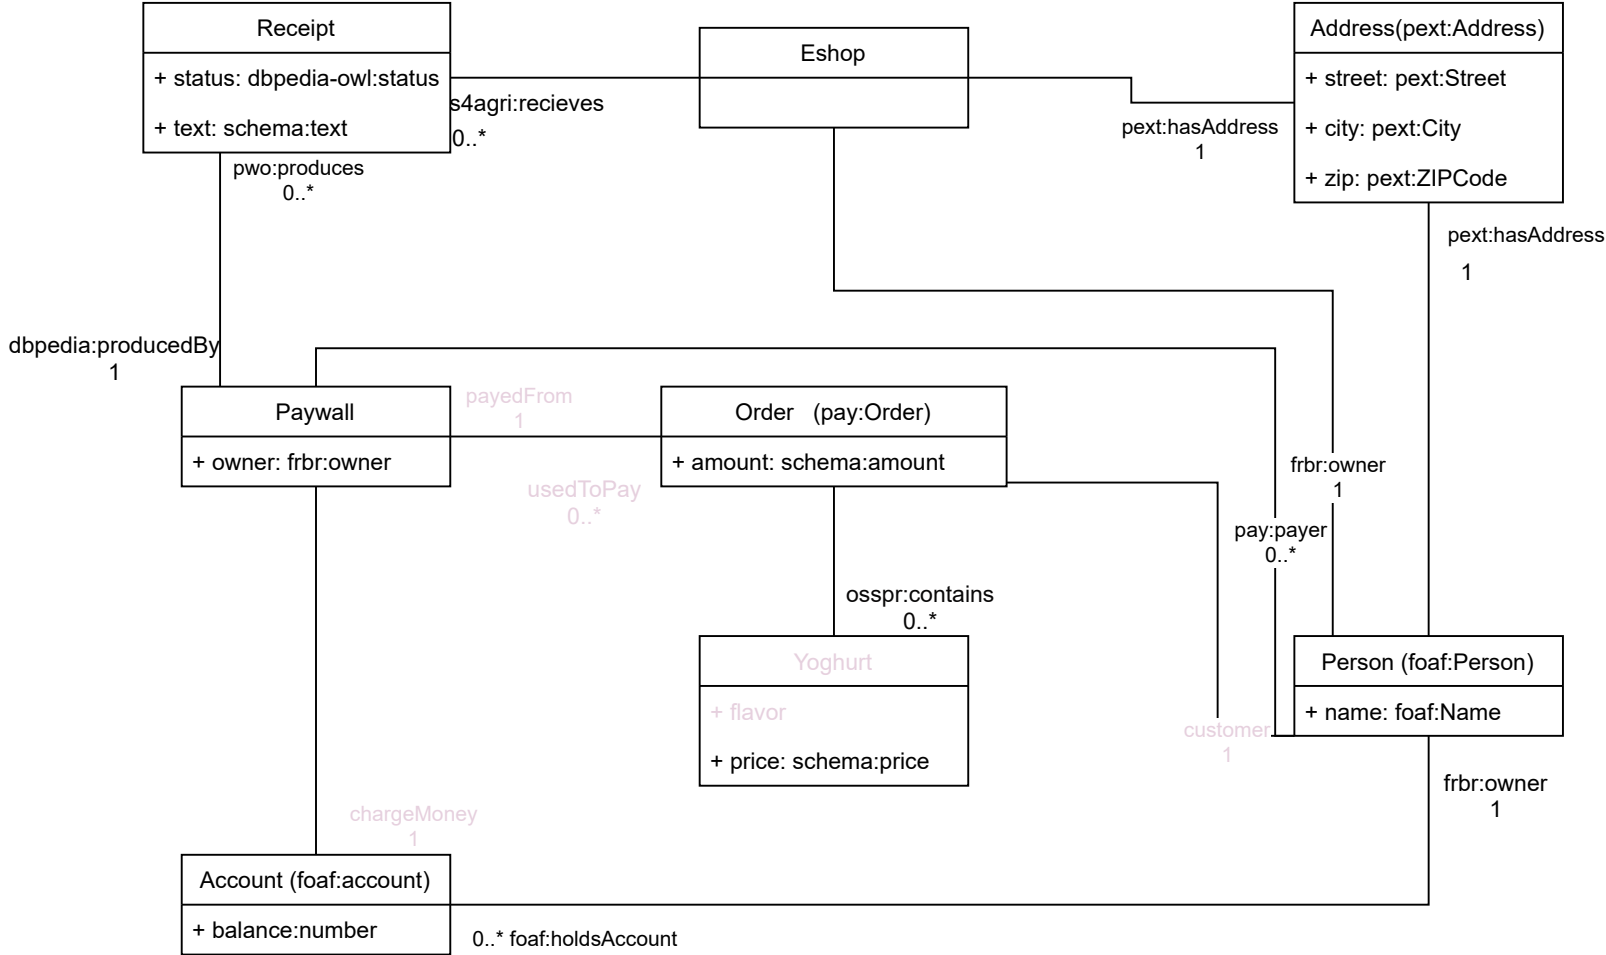 Receipt
+ status: dbpedia-owl:status
+ text: schema:text
Eshop
Address(pext:Address)
+ street: pext:Street
+ city: pext:City
+ zip: pext:ZIPCode
s4agri:recieves
0..*
pext:hasAddress
1
pwo:produces
0..*
pext:hasAddress
1
dbpedia:producedBy
1
Paywall
+ owner: frbr:owner
payedFrom
1
Order (pay:Order)
+ amount: schema:amount
usedToPay
0..*
frbr:owner
1
pay:payer
0..*
osspr:contains
0..*
Yoghurt
+ flavor
+ price: schema:price
Person (foaf:Person)
+ name: foaf:Name
customer
1
frbr:owner
1
chargeMoney
1
Account (foaf:account)
+ balance:number
0..* foaf:holdsAccount